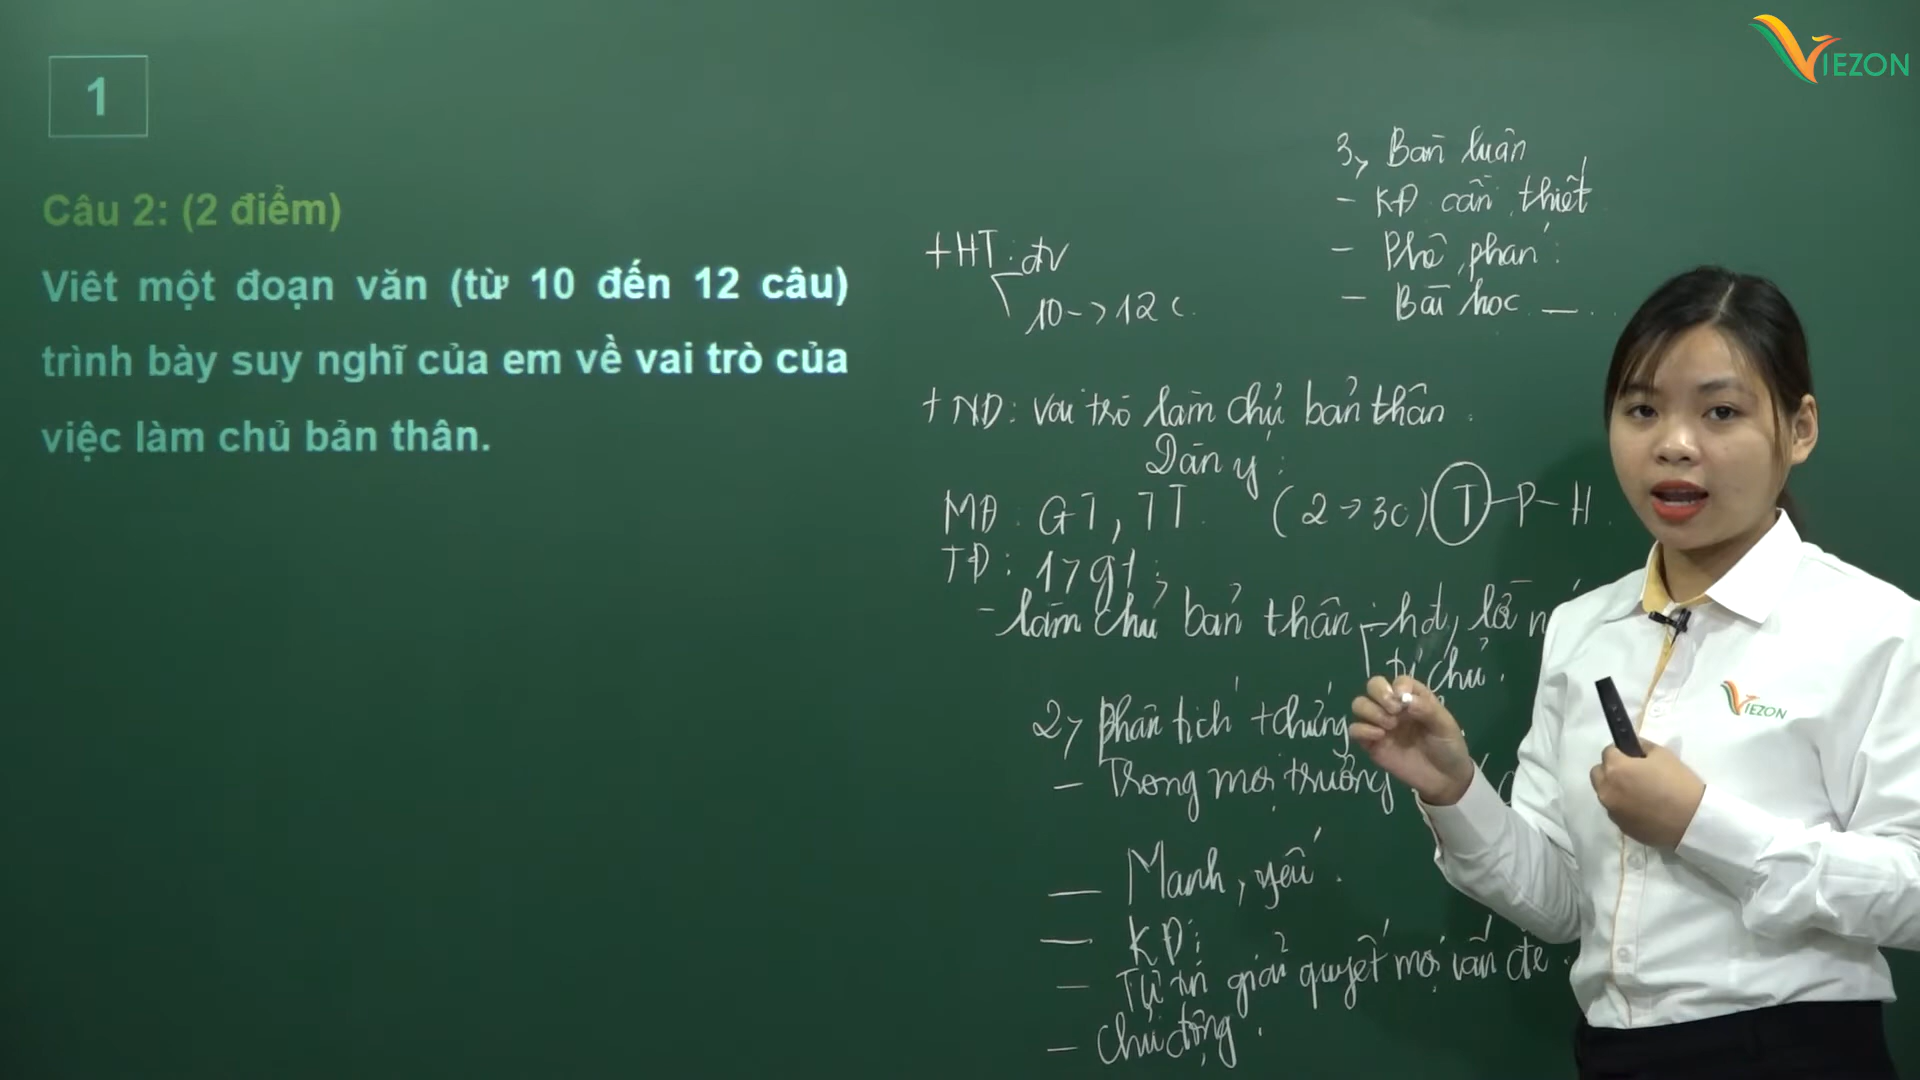 VIEZON
1
Câu 2: (2 điểm)
Viết một đoạn văn (từ 10 đến 12 câu)
trình bày suy nghĩ của em về vai trò của
việc làm chủ bản thân.
3, Bàn luận
- KĐ cần thiết
- Phê phán:
- Bài học
+ HT: đv
10 -> 12 c
+ ND: vai trò làm chủ bản thân.
Dàn ý:
MĐ: GT, TT (2 -> 3c) T - P - H
TĐ: 1, gt:
- làm chủ bản thân - hđ, lời
tự chủ.
2, phân tích + chứng
- Trong mọi trường
- Mạnh, yếu.
- KĐ:
- Tự tin giải quyết mọi vấn đề.
- Chủ động.
VIEZON